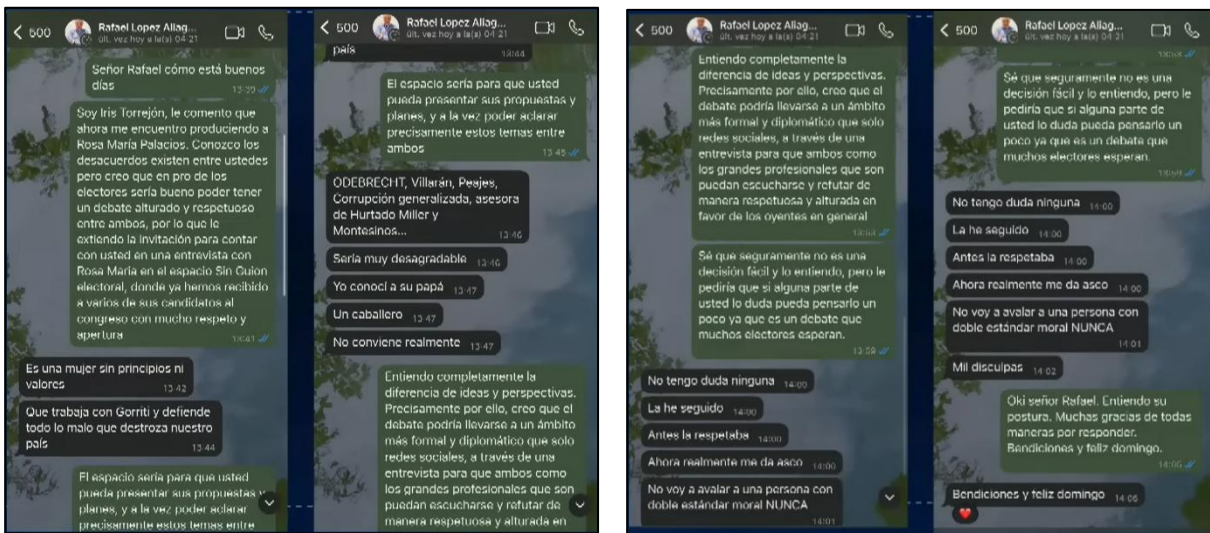 < 500
Rafael Lopez Aliag...
últ. vez hoy a la(s) 04:21
Señor Rafael cómo está buenos
días
13:39
Soy Iris Torrejón, le comento que
ahora me encuentro produciendo a
Rosa María Palacios. Conozco los
desacuerdos existen entre ustedes
pero creo que en pro de los
electores sería bueno poder tener
un debate alturado y respetuoso
entre ambos, por lo que le
extiendo la invitación para contar
con usted en una entrevista con
Rosa María en el espacio Sin Guion
electoral, donde ya hemos recibido
a varios de sus candidatos al
congreso con mucho respeto y
apertura
13:41
Es una mujer sin principios ni
valores
13:42
Que trabaja con Gorriti y defiende
todo lo malo que destroza nuestro
país
13:44
El espacio sería para que usted
pueda presentar sus propuestas y
planes, y a la vez poder aclarar
precisamente estos temas entre
< 500
Rafael Lopez Aliag...
últ. vez hoy a la(s) 04:21
país
13:44
El espacio sería para que usted
pueda presentar sus propuestas y
planes, y a la vez poder aclarar
precisamente estos temas entre
ambos
13:45
ODEBRECHT, Villarán, Peajes,
Corrupción generalizada, asesora
de Hurtado Miller y
Montesinos...
13:46
Sería muy desagradable 13:46
Yo conocí a su papá 13:47
Un caballero 13:47
No conviene realmente 13:47
Entiendo completamente la
diferencia de ideas y perspectivas.
Precisamente por ello, creo que el
debate podría llevarse a un ámbito
más formal y diplomático que solo
redes sociales, a través de una
entrevista para que ambos como
los grandes profesionales que son
puedan escucharse y refutar de
manera respetuosa y alturada en
< 500
Rafael Lopez Aliag...
últ. vez hoy a la(s) 04:21
Entiendo completamente la
diferencia de ideas y perspectivas.
Precisamente por ello, creo que el
debate podría llevarse a un ámbito
más formal y diplomático que solo
redes sociales, a través de una
entrevista para que ambos como
los grandes profesionales que son
puedan escucharse y refutar de
manera respetuosa y alturada en
favor de los oyentes en general
Sé que seguramente no es una
decisión fácil y lo entiendo, pero le
pediría que si alguna parte de
usted lo duda pueda pensarlo un
poco ya que es un debate que
muchos electores esperan.
13:59
No tengo duda ninguna 14:00
La he seguido 14:00
Antes la respetaba 14:00
Ahora realmente me da asco 14:00
No voy a avalar a una persona con
doble estándar moral NUNCA
14:01
< 500
Rafael Lopez Aliag...
últ. vez hoy a la(s) 04:21
Sé que seguramente no es una
decisión fácil y lo entiendo, pero le
pediría que si alguna parte de
usted lo duda pueda pensarlo un
poco ya que es un debate que
muchos electores esperan.
13:59
No tengo duda ninguna 14:00
La he seguido 14:00
Antes la respetaba 14:00
Ahora realmente me da asco 14:00
No voy a avalar a una persona con
doble estándar moral NUNCA
14:01
Mil disculpas 14:02
Oki señor Rafael. Entiendo su
postura. Muchas gracias de todas
maneras por responder.
Bendiciones y feliz domingo.
Bendiciones y feliz domingo